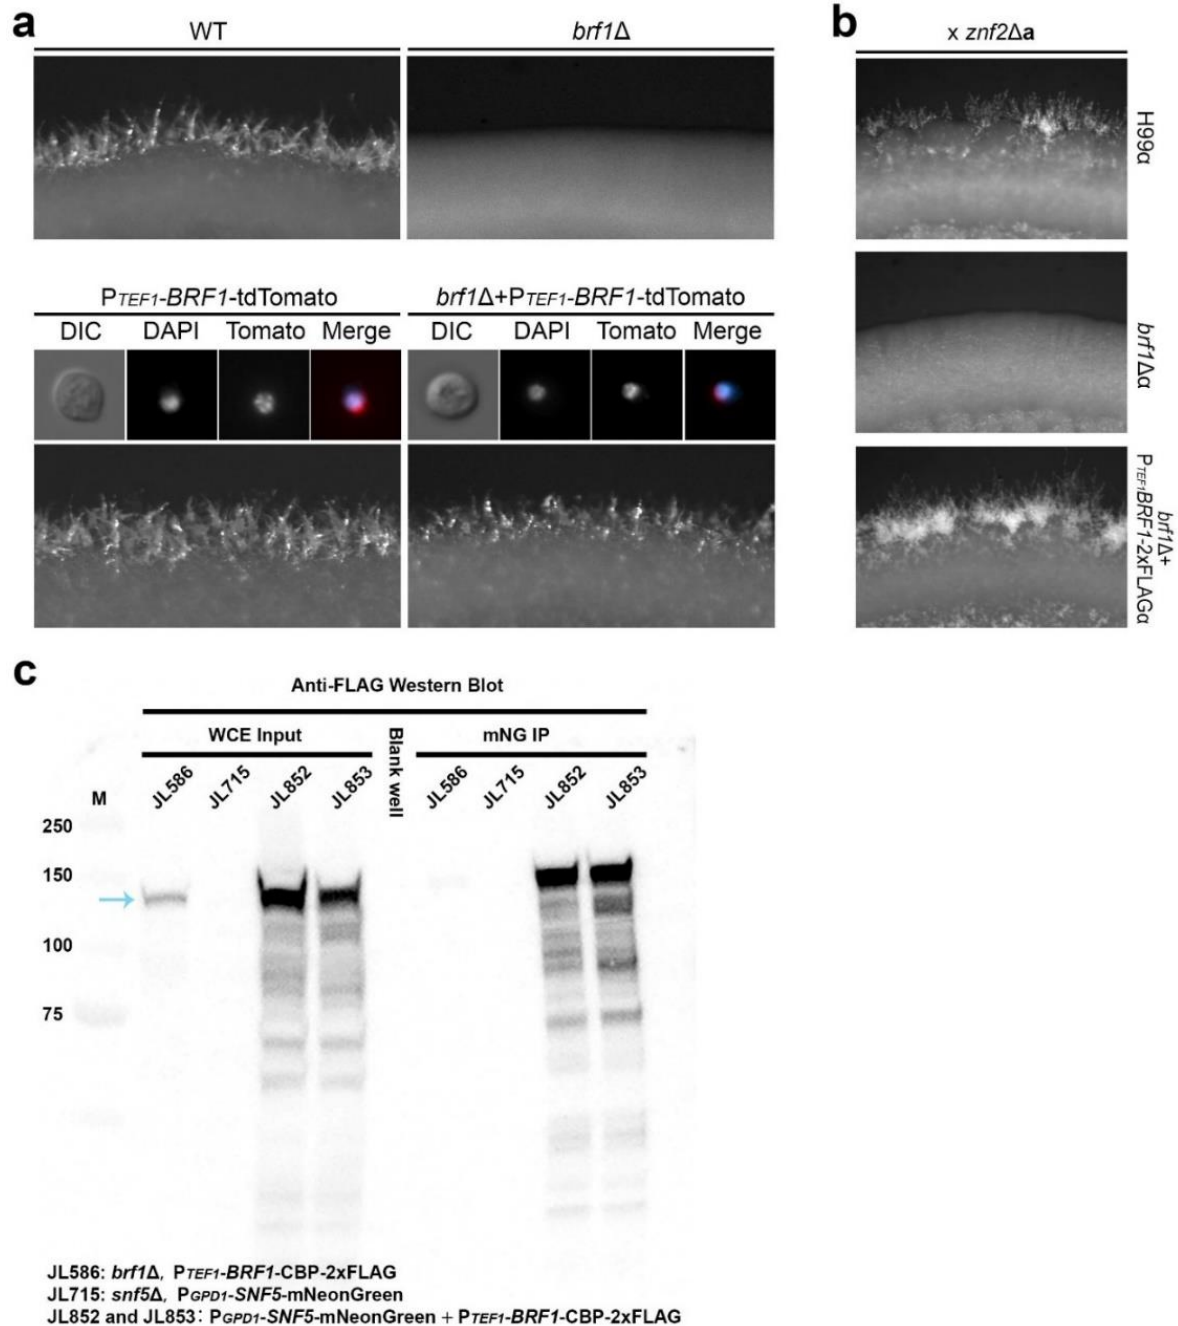 a
WT brf1Δ
PTEF1-BRF1-tdTomato brf1Δ+PTEF1-BRF1-tdTomato
DIC DAPI Tomato Merge DIC DAPI Tomato Merge
b
x znf2Δa
H99α
brf1Δα
brf1Δ+
PTEF1BRF1-2xFLAGα
c
Anti-FLAG Western Blot
WCE Input Blank well mNG IP
M JL586 JL715 JL852 JL853 JL586 JL715 JL852 JL853
250
150
100
75
JL586: brf1Δ, PTEF1-BRF1-CBP-2xFLAG
JL715: snf5Δ, PGPD1-SNF5-mNeonGreen
JL852 and JL853: PGPD1-SNF5-mNeonGreen + PTEF1-BRF1-CBP-2xFLAG